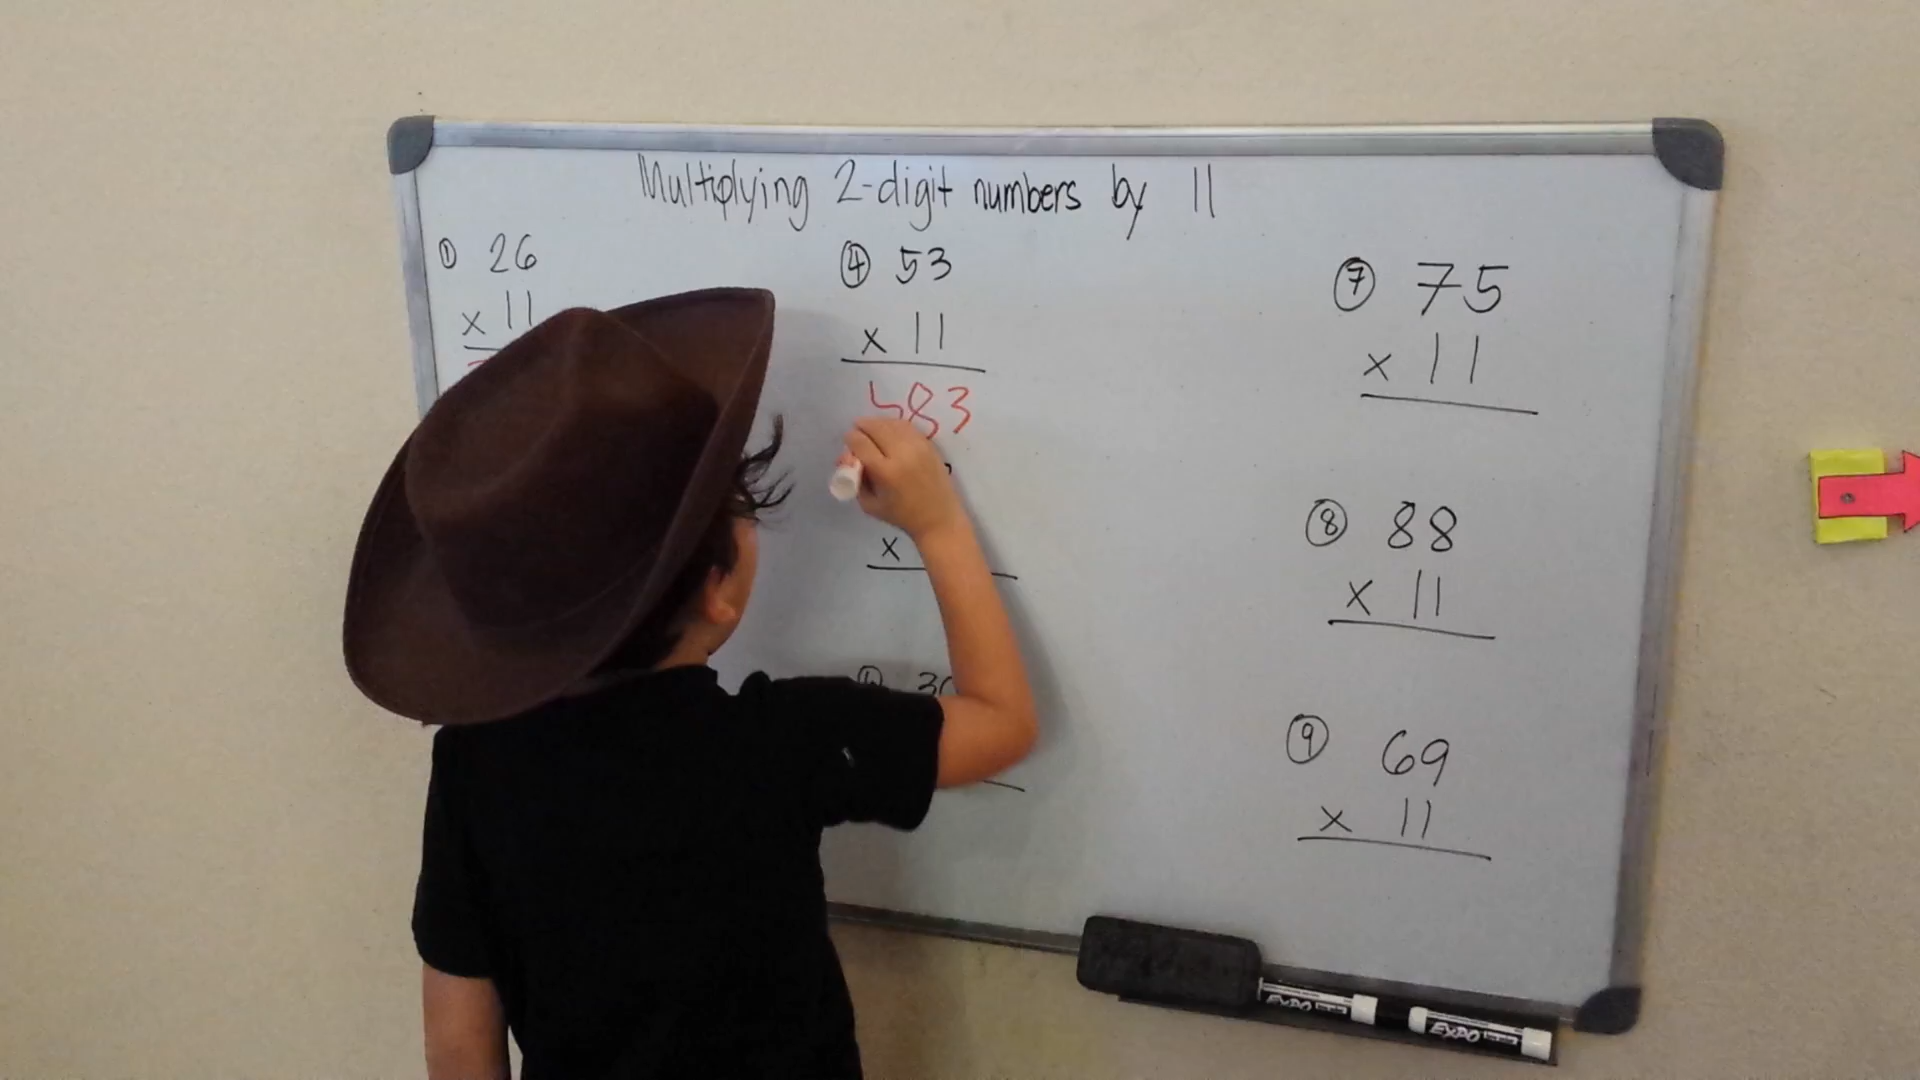 Multiplying 2-digit numbers by 11
① 26
x 11
④ 53
x 11
583
x
⑥
⑦ 75
x 11
⑧ 88
x 11
⑨ 69
x 11
EXPO
EXPO